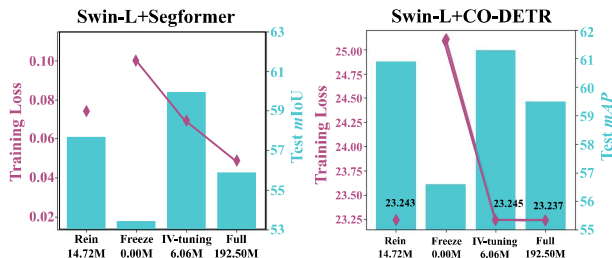 Swin-L+Segformer
Training Loss
0.10
0.08
0.06
0.04
0.02
63
61
59
57
55
53
Test mIoU
Rein Freeze IV-tuning Full
14.72M 0.00M 6.06M 192.50M
Swin-L+CO-DETR
Training Loss
25.00
24.75
24.50
24.25
24.00
23.75
23.50
23.25
62
61
60
59
58
57
56
55
Test mAP
23.243 23.245 23.237
Rein Freeze IV-tuning Full
14.72M 0.00M 6.06M 192.50M